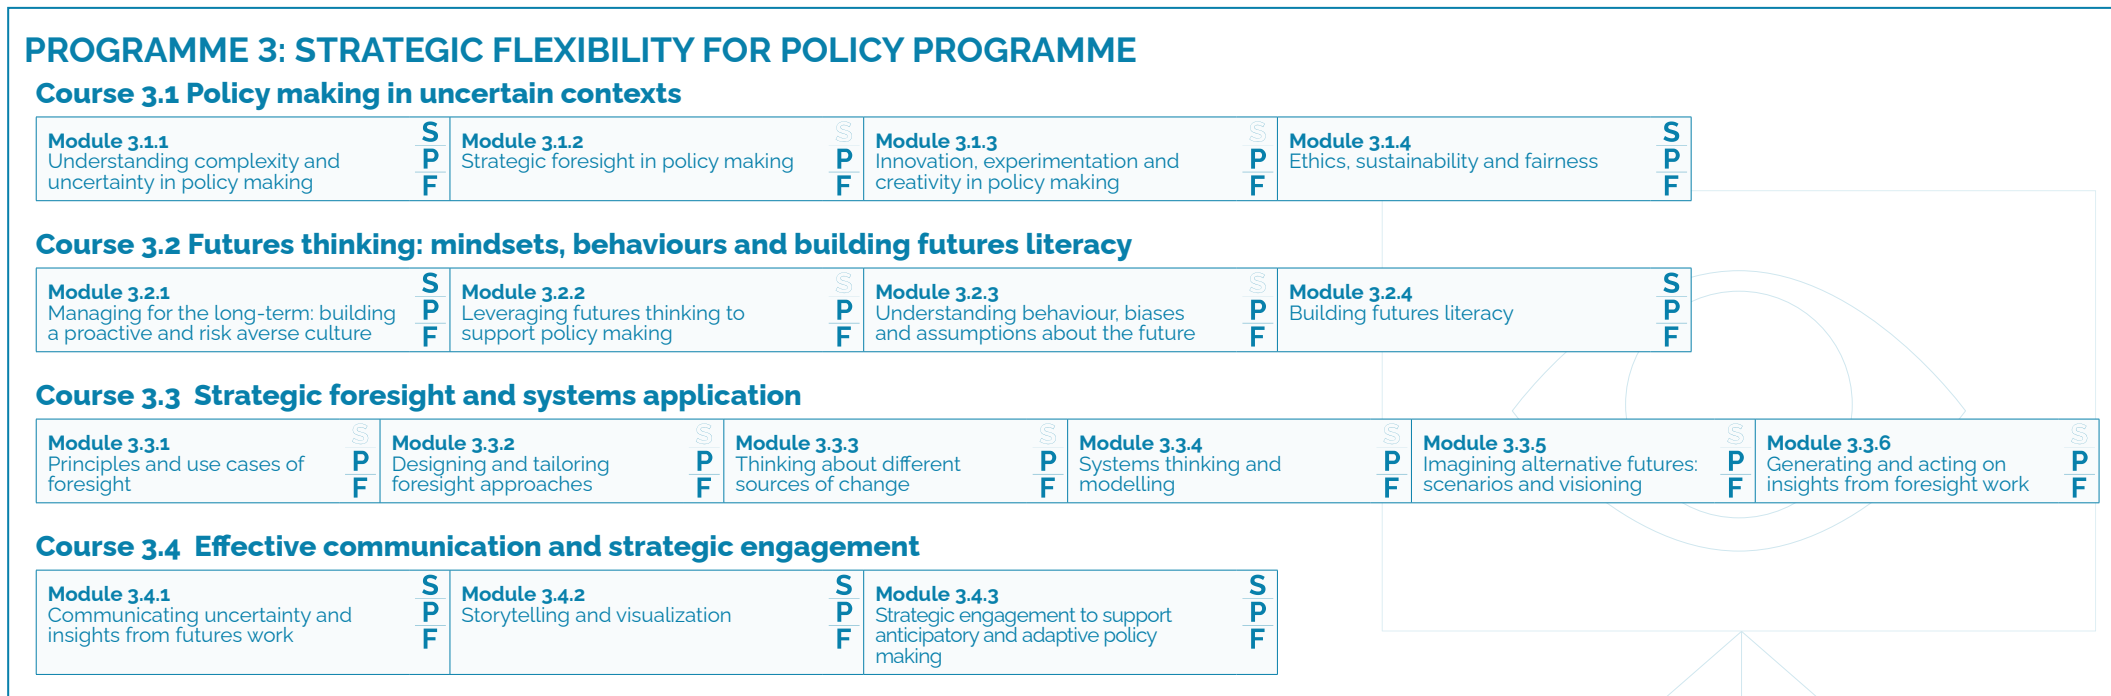 PROGRAMME 3: STRATEGIC FLEXIBILITY FOR POLICY PROGRAMME
Course 3.1 Policy making in uncertain contexts
Module 3.1.1
Understanding complexity and
uncertainty in policy making
S
P
F
Module 3.1.2
Strategic foresight in policy making
S
P
F
Module 3.1.3
Innovation, experimentation and
creativity in policy making
S
P
F
Module 3.1.4
Ethics, sustainability and fairness
S
P
F
Course 3.2 Futures thinking: mindsets, behaviours and building futures literacy
Module 3.2.1
Managing for the long-term: building
a proactive and risk averse culture
S
P
F
Module 3.2.2
Leveraging futures thinking to
support policy making
S
P
F
Module 3.2.3
Understanding behaviour, biases
and assumptions about the future
S
P
F
Module 3.2.4
Building futures literacy
S
P
F
Course 3.3 Strategic foresight and systems application
Module 3.3.1
Principles and use cases of
foresight
S
P
F
Module 3.3.2
Designing and tailoring
foresight approaches
S
P
F
Module 3.3.3
Thinking about different
sources of change
S
P
F
Module 3.3.4
Systems thinking and
modelling
S
P
F
Module 3.3.5
Imagining alternative futures:
scenarios and visioning
S
P
F
Module 3.3.6
Generating and acting on
insights from foresight work
S
P
F
Course 3.4 Effective communication and strategic engagement
Module 3.4.1
Communicating uncertainty and
insights from futures work
S
P
F
Module 3.4.2
Storytelling and visualization
S
P
F
Module 3.4.3
Strategic engagement to support
anticipatory and adaptive policy
making
S
P
F